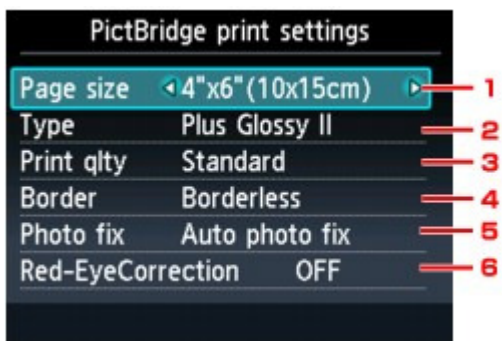 PictBridge print settings
Page size 4"x6"(10x15cm) 1
Type Plus Glossy II 2
Print qlty Standard 3
Border Borderless 4
Photo fix Auto photo fix 5
Red-EyeCorrection OFF 6